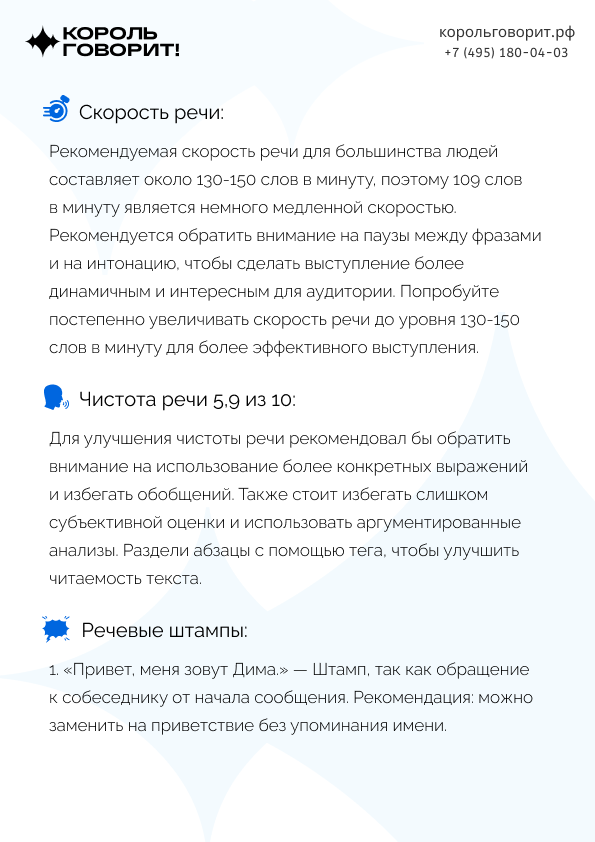 КОРОЛЬ
ГОВОРИТ!
корольговорит.рф
+7 (495) 180-04-03
Скорость речи:
Рекомендуемая скорость речи для большинства людей
составляет около 130-150 слов в минуту, поэтому 109 слов
в минуту является немного медленной скоростью.
Рекомендуется обратить внимание на паузы между фразами
и на интонацию, чтобы сделать выступление более
динамичным и интересным для аудитории. Попробуйте
постепенно увеличивать скорость речи до уровня 130-150
слов в минуту для более эффективного выступления.
Чистота речи 5,9 из 10:
Для улучшения чистоты речи рекомендовал бы обратить
внимание на использование более конкретных выражений
и избегать обобщений. Также стоит избегать слишком
субъективной оценки и использовать аргументированные
анализы. Раздели абзацы с помощью тега, чтобы улучшить
читаемость текста.
Речевые штампы:
1. «Привет, меня зовут Дима.» — Штамп, так как обращение
к собеседнику от начала сообщения. Рекомендация: можно
заменить на приветствие без упоминания имени.